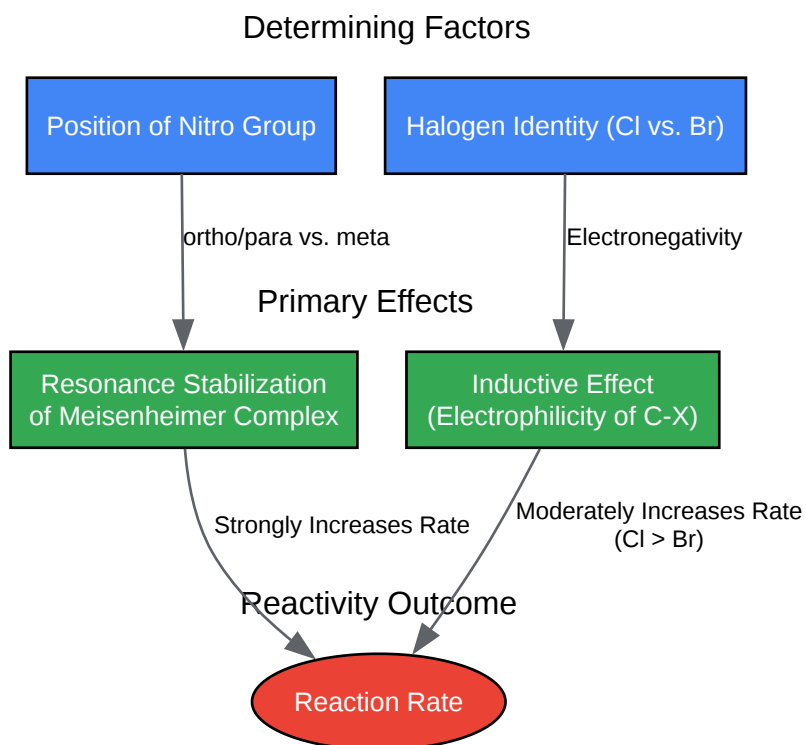 Determining Factors
Position of Nitro Group
Halogen Identity (Cl vs. Br)
ortho/para vs. meta
Electronegativity
Primary Effects
Resonance Stabilization
of Meisenheimer Complex
Inductive Effect
(Electrophilicity of C-X)
Strongly Increases Rate
Moderately Increases Rate
(Cl > Br)
Reactivity Outcome
Reaction Rate